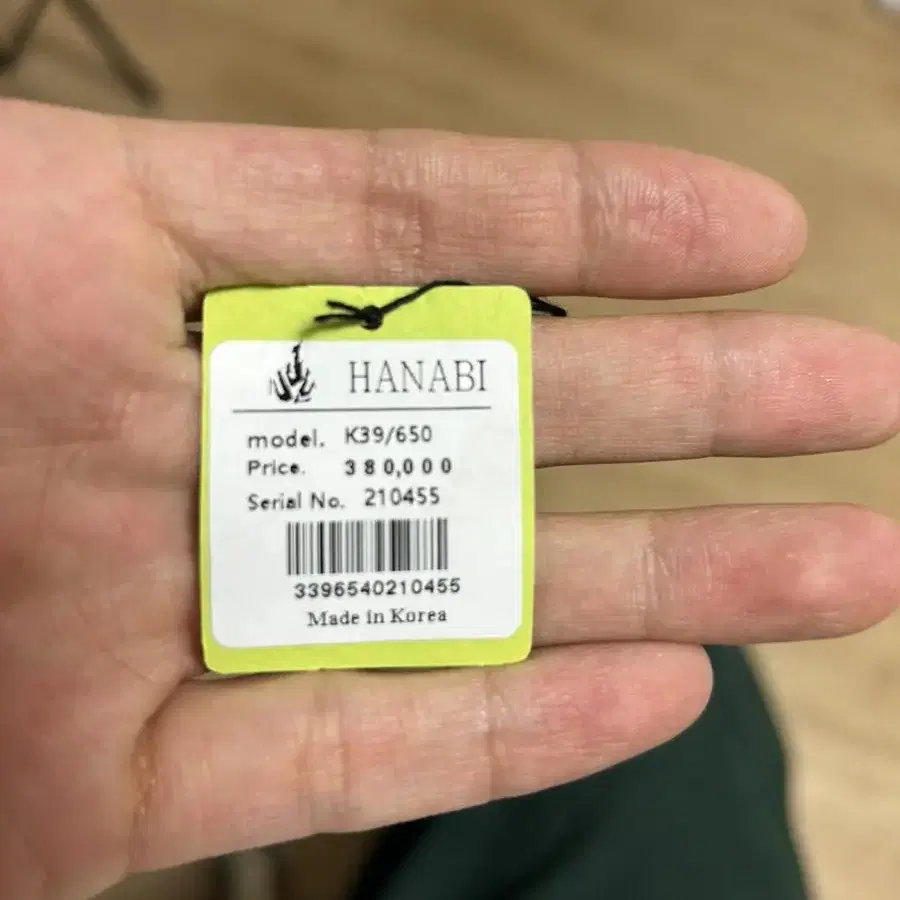 HANABI
model. K39/650
Price. 380,000
Serial No. 210455
3396540210455
Made in Korea